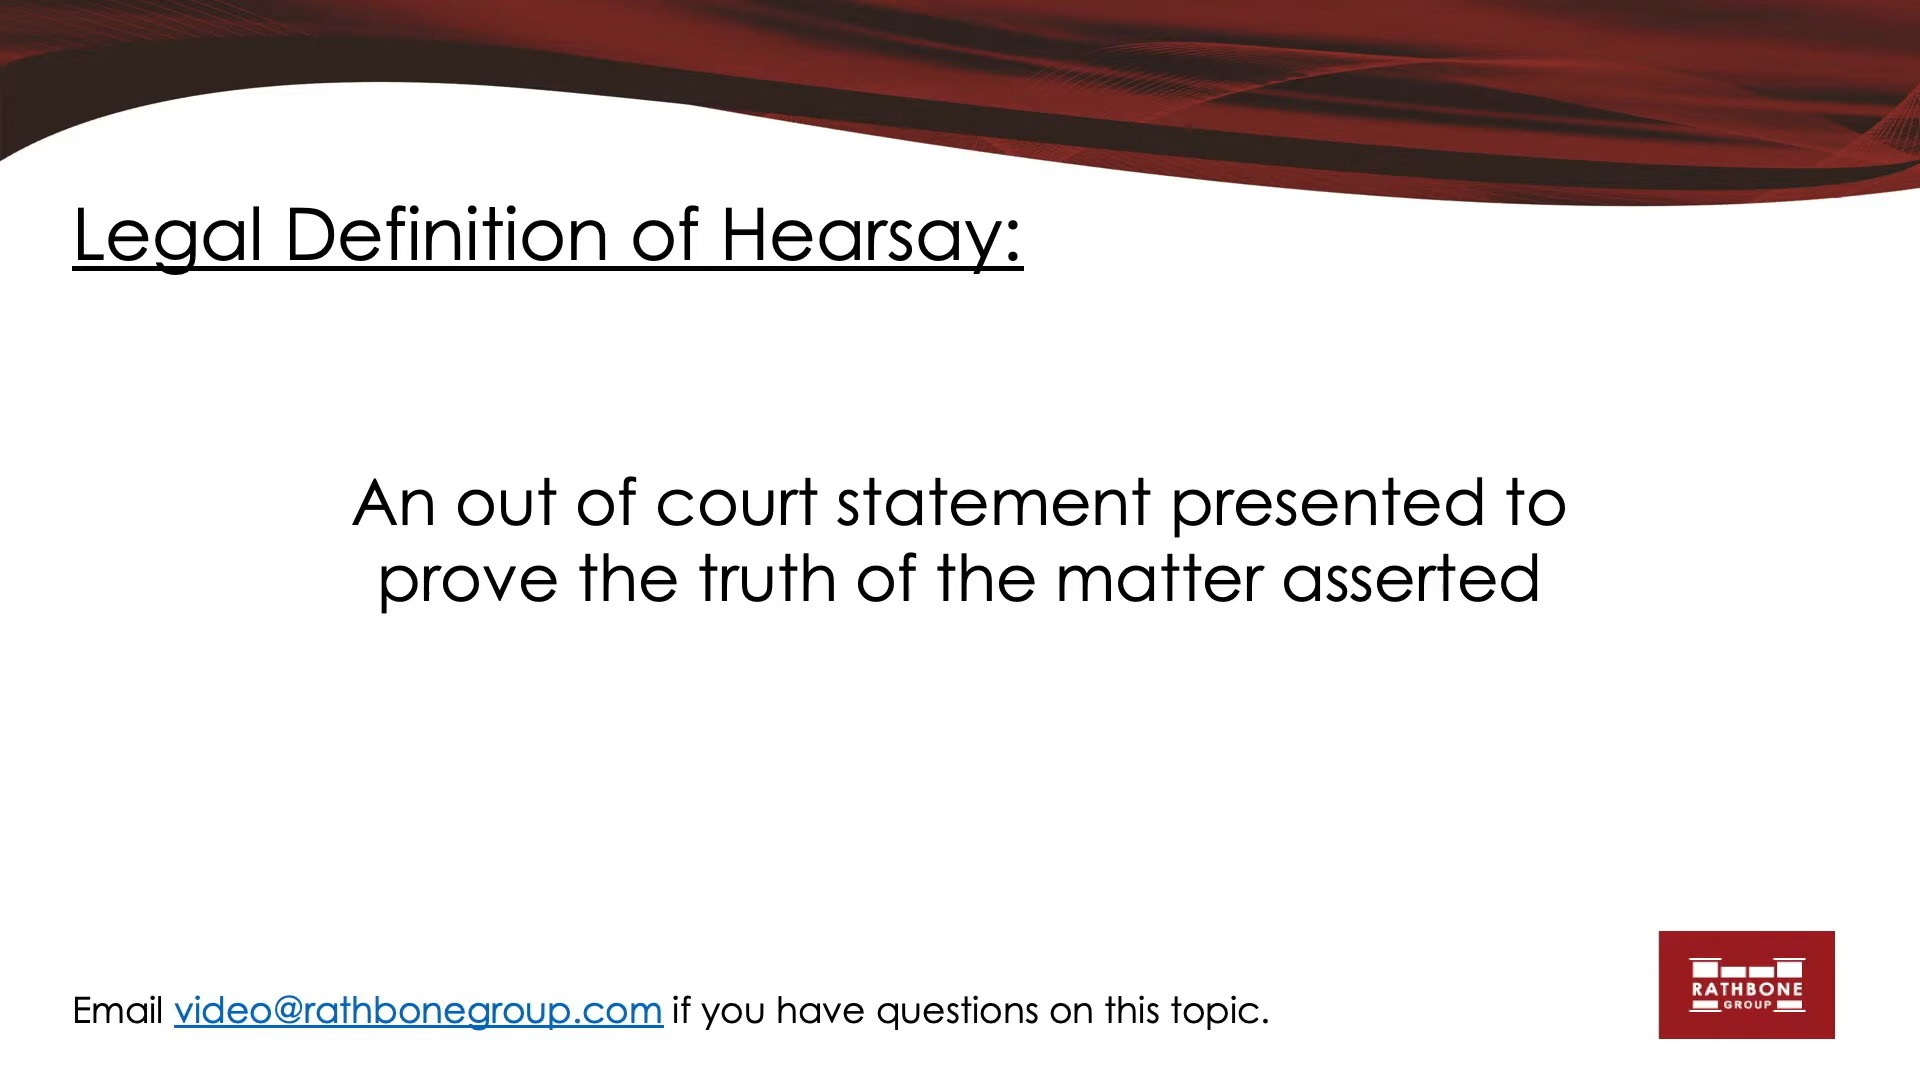 Legal Definition of Hearsay:
An out of court statement presented to
prove the truth of the matter asserted
Email video@rathbonegroup.com if you have questions on this topic.
RATHBONE
GROUP